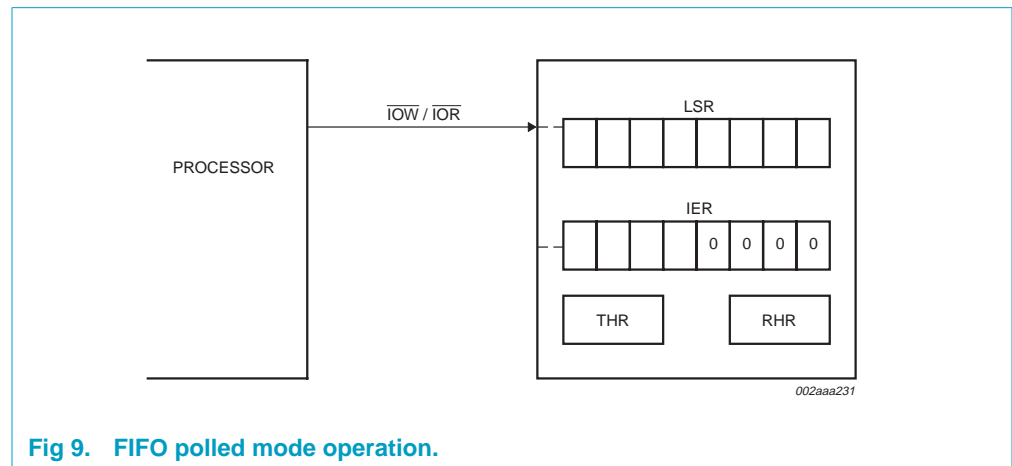 PROCESSOR
IOW / IOR
LSR
IER
0 0 0 0
THR RHR
002aaa231
Fig 9. FIFO polled mode operation.